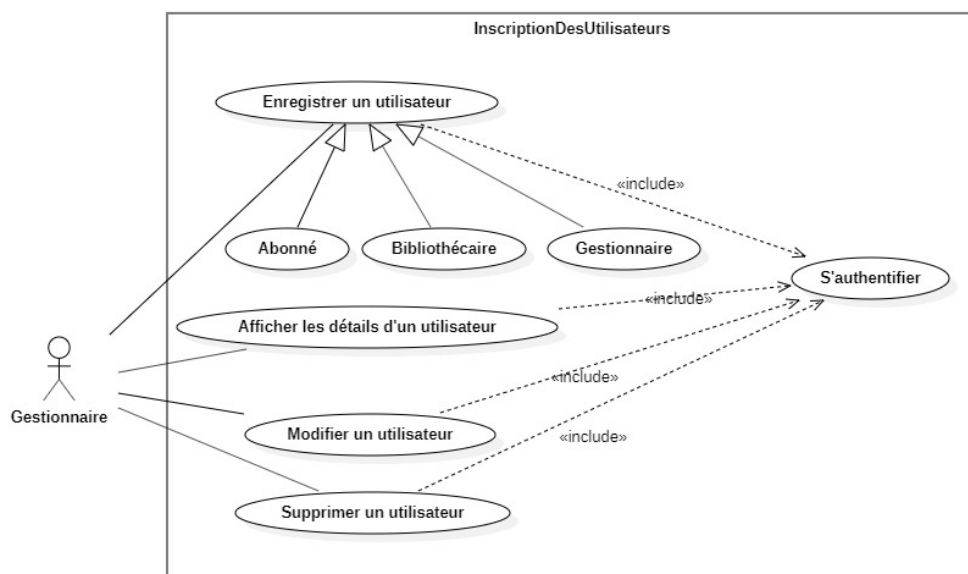 InscriptionDesUtilisateurs
Enregistrer un utilisateur
«include»
Abonné
Bibliothécaire
Gestionnaire
S'authentifier
«include»
Afficher les détails d'un utilisateur
Gestionnaire
«include»
Modifier un utilisateur
«include»
Supprimer un utilisateur